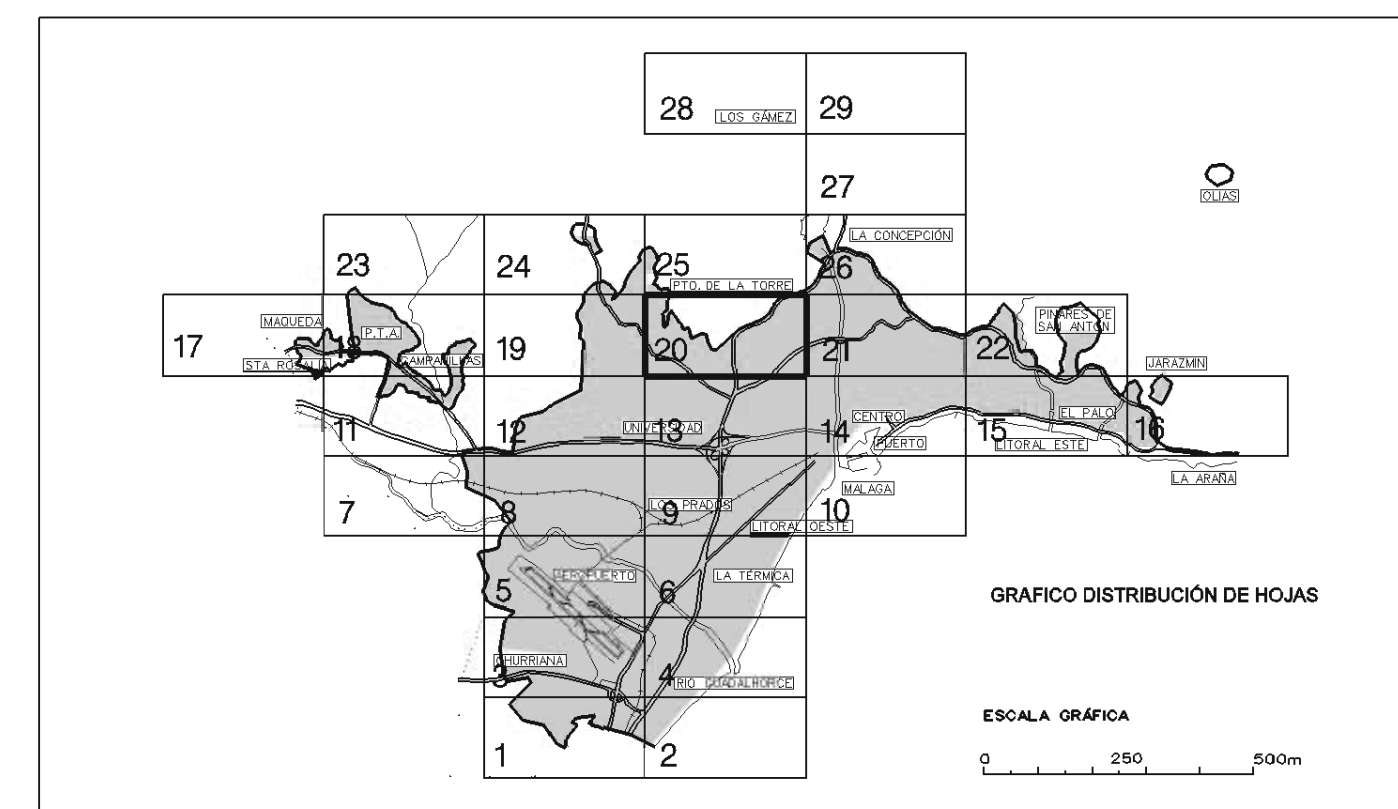 28 LOS GÁMEZ 29
27
OLIAS
LA CONCEPCIÓN
23 24 25 26
PTO. DE LA TORRE
MAQUEDA P.T.A. PINARES DE
SAN ANTON
17 18 19 20 21 22
STA ROSALIA CAMPANILLAS JARAZMIN
CENTRO EL PALO
11 12 UNIVERSIDAD 13 14 PUERTO 15 LITORAL ESTE 16
LA ARAÑA
MALAGA
7 8 LOS PRADOS 9 10
LITORAL OESTE
5 AEROPUERTO 6 LA TÉRMICA
GRAFICO DISTRIBUCIÓN DE HOJAS
CHURRIANA
3 4 RIO GUADALHORCE
ESCALA GRÁFICA
1 2
0 250 500m